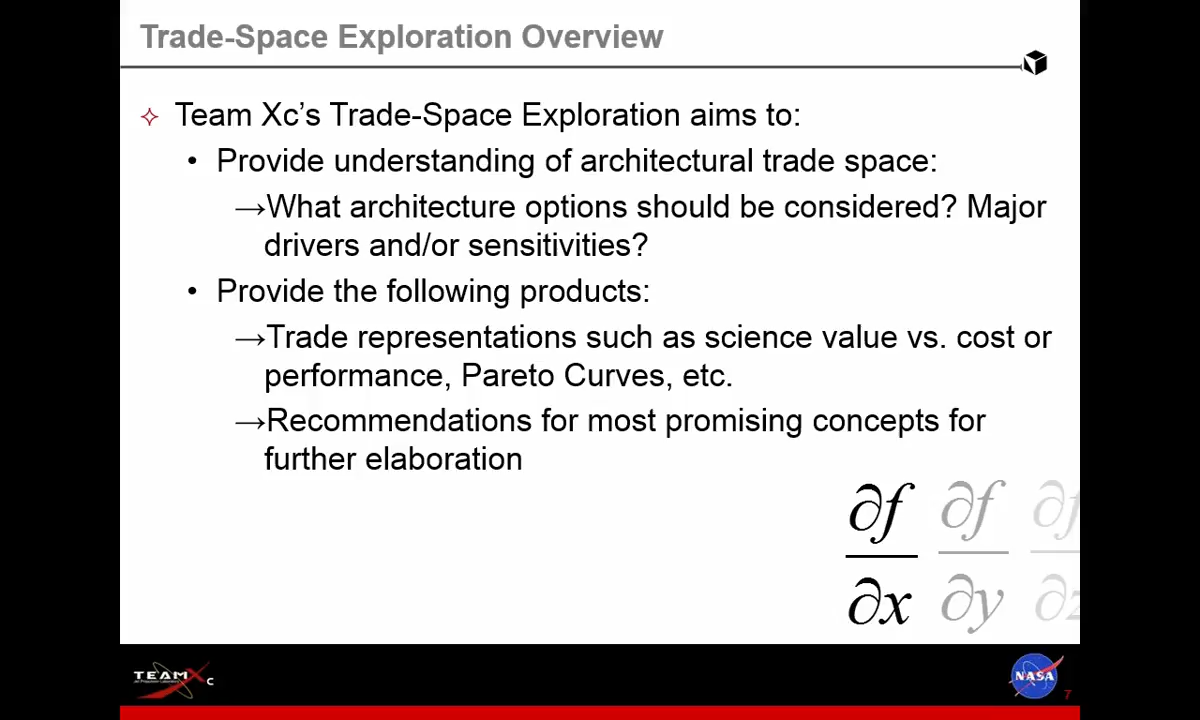 Trade-Space Exploration Overview
✧ Team Xc’s Trade-Space Exploration aims to:
• Provide understanding of architectural trade space:
→What architecture options should be considered? Major
drivers and/or sensitivities?
• Provide the following products:
→Trade representations such as science value vs. cost or
performance, Pareto Curves, etc.
→Recommendations for most promising concepts for
further elaboration
∂f ∂f ∂f
∂x ∂y ∂z
TEAMX c
NASA
7